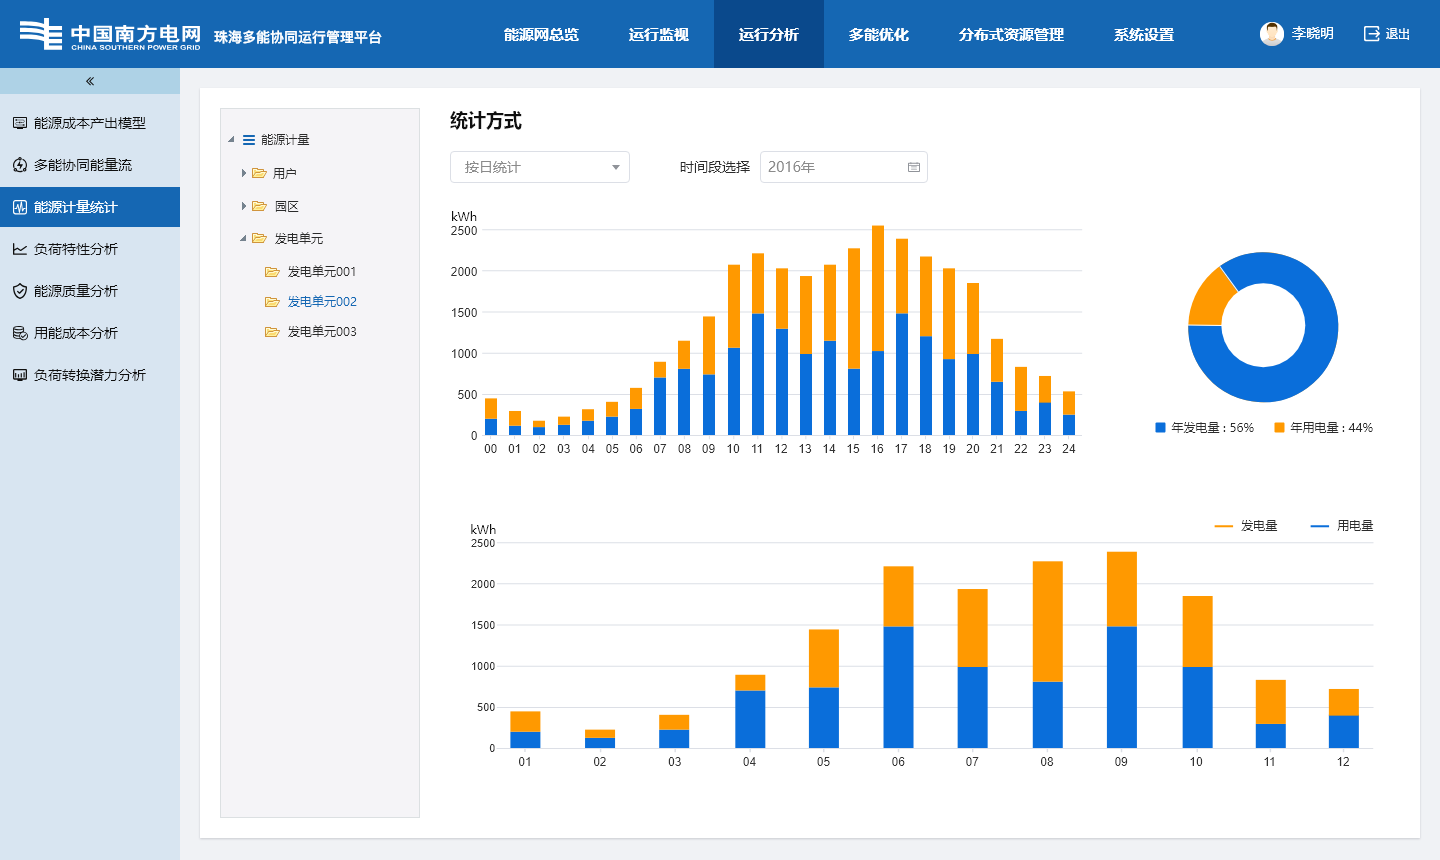 中国南方电网
CHINA SOUTHERN POWER GRID
珠海多能协同运行管理平台
能源网总览 运行监视 运行分析 多能优化 分布式资源管理 系统设置
李晓明 退出
«
能源成本产出模型
多能协同能量流
能源计量统计
负荷特性分析
能源质量分析
用能成本分析
负荷转换潜力分析
能源计量
用户
园区
发电单元
发电单元001
发电单元002
发电单元003
统计方式
按日统计 时间段选择 2016年
kWh
2500
2000
1500
1000
500
0
00 01 02 03 04 05 06 07 08 09 10 11 12 13 14 15 16 17 18 19 20 21 22 23 24
年发电量 : 56% 年用电量 : 44%
发电量 用电量
kWh
2500
2000
1500
1000
500
0
01 02 03 04 05 06 07 08 09 10 11 12